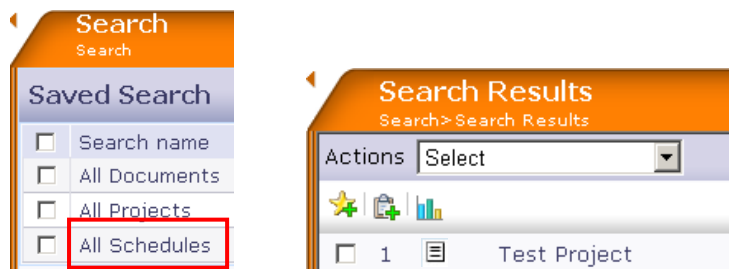 Search
Search
Saved Search
Search name
All Documents
All Projects
All Schedules
Search Results
Search>Search Results
Actions Select
1 Test Project